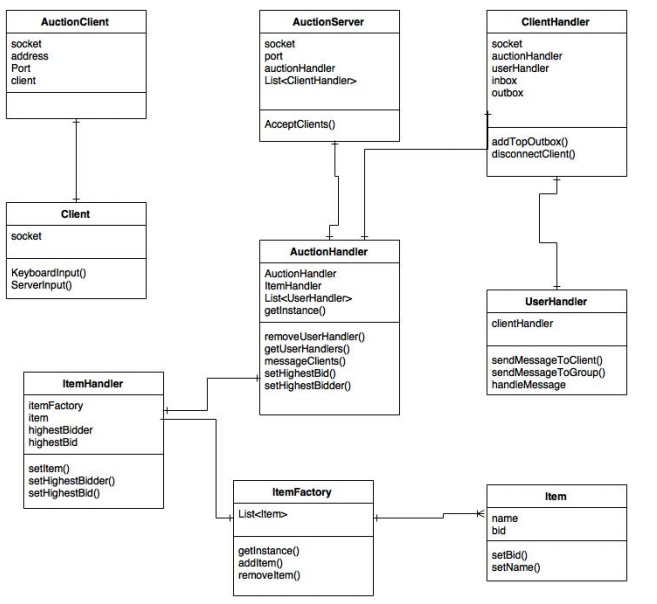 AuctionClient
socket
address
Port
client
AuctionServer
socket
port
auctionHandler
List<ClientHandler>
AcceptClients()
ClientHandler
socket
auctionHandler
userHandler
inbox
outbox
addTopOutbox()
disconnectClient()
Client
socket
KeyboardInput()
ServerInput()
AuctionHandler
AuctionHandler
ItemHandler
List<UserHandler>
getInstance()
removeUserHandler()
getUserHandlers()
messageClients()
setHighestBid()
setHighestBidder()
UserHandler
clientHandler
sendMessageToClient()
sendMessageToGroup()
handleMessage
ItemHandler
itemFactory
item
highestBidder
highestBid
setItem()
setHighestBidder()
setHighestBid()
ItemFactory
List<Item>
getInstance()
addItem()
removeItem()
Item
name
bid
setBid()
setName()